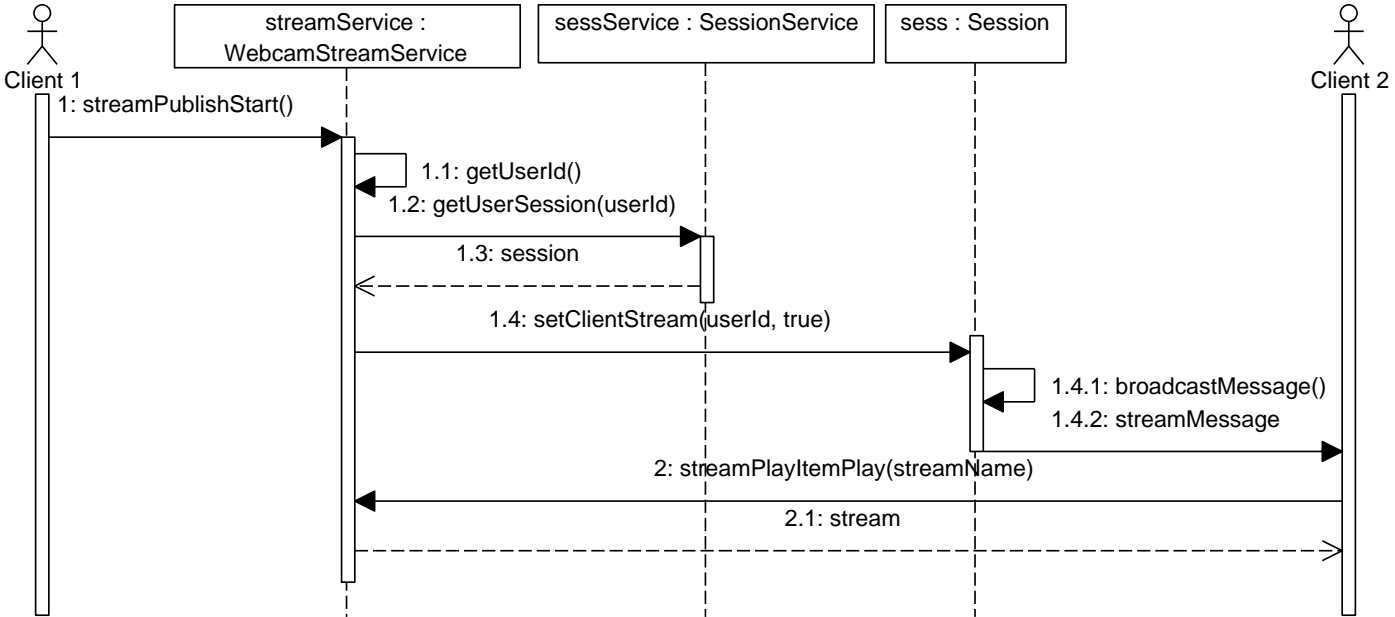 streamService :
WebcamStreamService
sessService : SessionService
sess : Session
Client 1
Client 2
1: streamPublishStart()
1.1: getUserId()
1.2: getUserSession(userId)
1.3: session
1.4: setClientStream(userId, true)
1.4.1: broadcastMessage()
1.4.2: streamMessage
2: streamPlayItemPlay(streamName)
2.1: stream